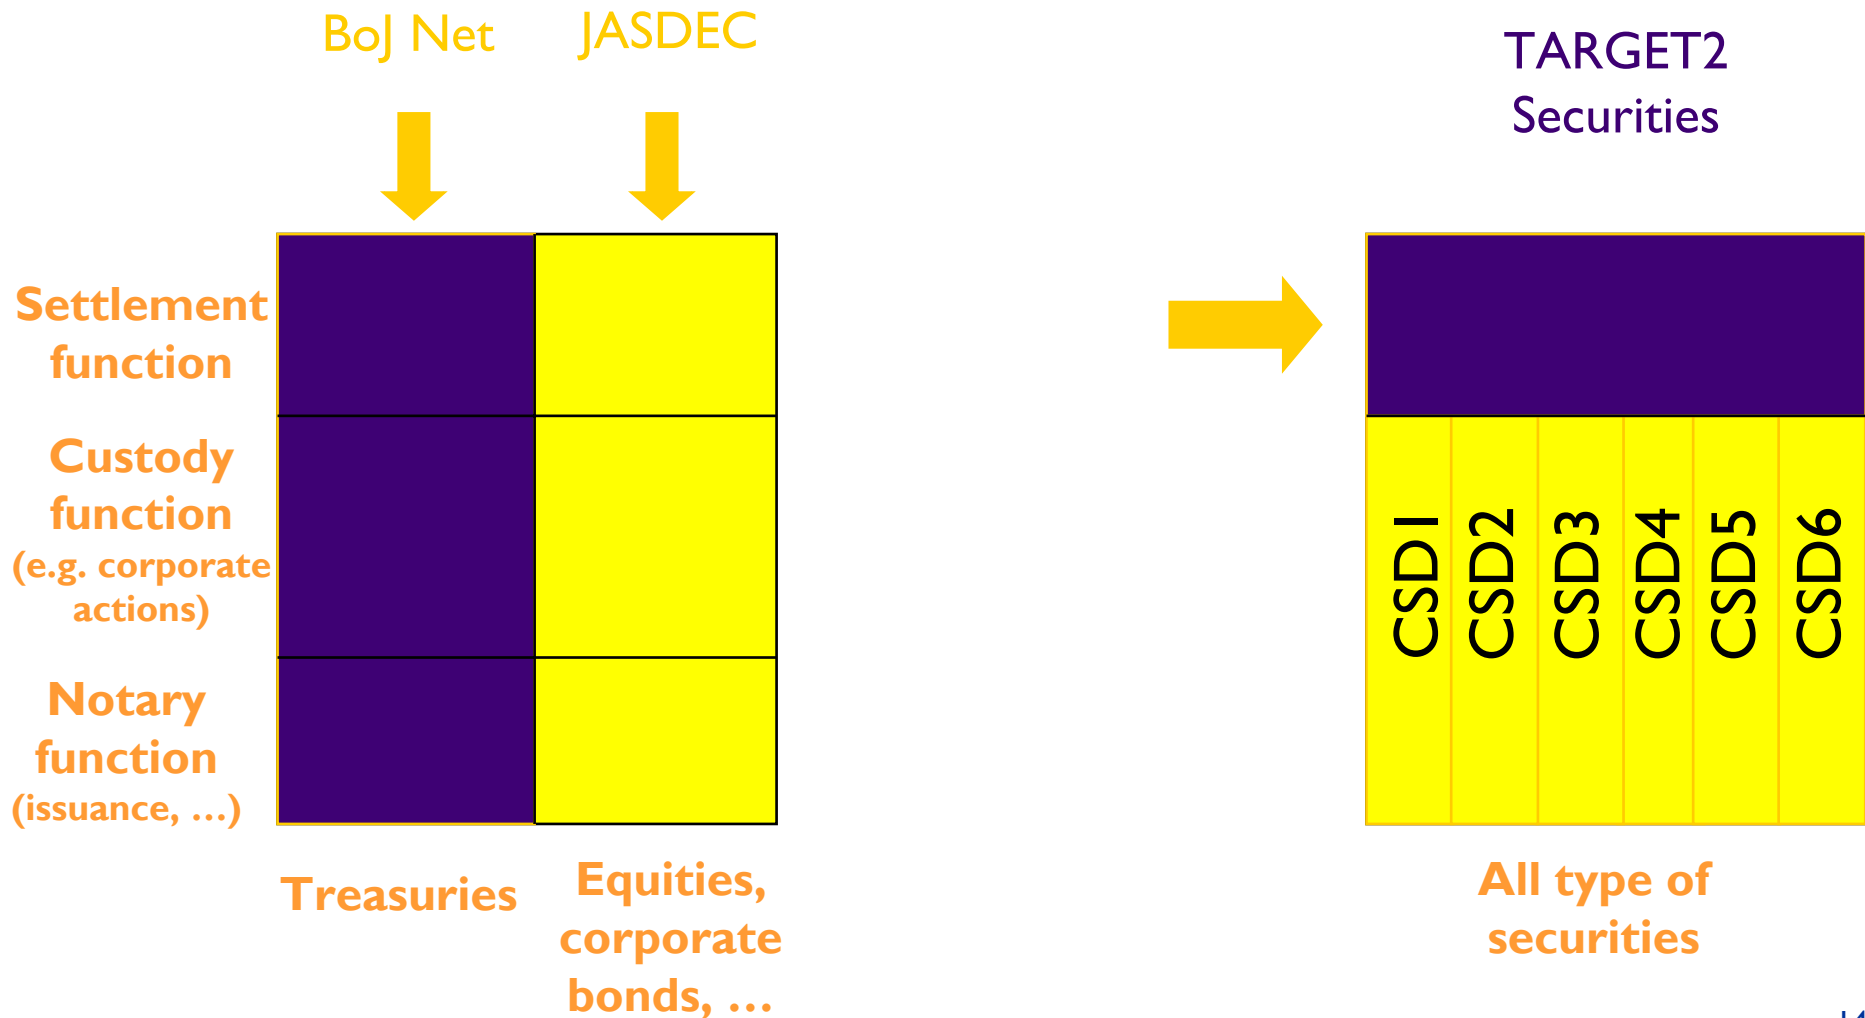 BoJ Net
JASDEC
TARGET2
Securities
Settlement
function
Custody
function
(e.g. corporate
actions)
Notary
function
(issuance, …)
CSD1
CSD2
CSD3
CSD4
CSD5
CSD6
Treasuries
Equities,
corporate
bonds, …
All type of
securities